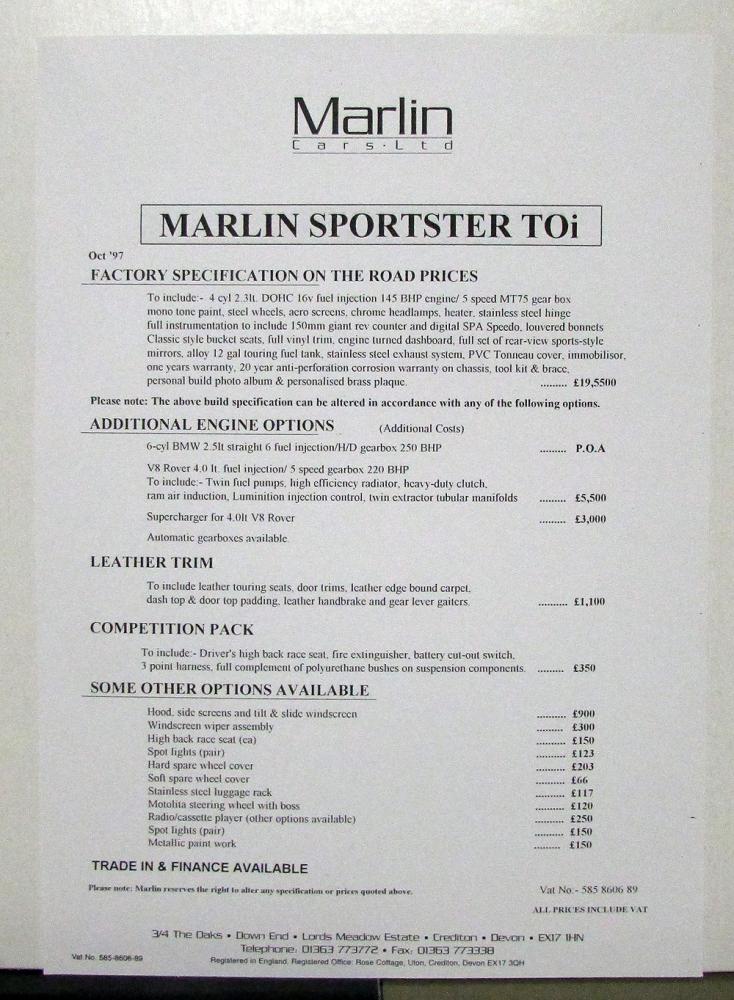 Marlin
Cars·Ltd
MARLIN SPORTSTER TOi
Oct '97
FACTORY SPECIFICATION ON THE ROAD PRICES
To include:- 4 cyl 2.3lt. DOHC 16v fuel injection 145 BHP engine/ 5 speed MT75 gear box
mono tone paint, steel wheels, aero screens, chrome headlamps, heater, stainless steel hinge
full instrumentation to include 150mm giant rev counter and digital SPA Speedo, louvered bonnets
Classic style bucket seats, full vinyl trim, engine turned dashboard, full set of rear-view sports-style
mirrors, alloy 12 gal touring fuel tank, stainless steel exhaust system, PVC Tonneau cover, immobilisor,
one years warranty, 20 year anti-perforation corrosion warranty on chassis, tool kit & brace,
personal build photo album & personalised brass plaque. ......... £19,5500
Please note: The above build specification can be altered in accordance with any of the following options.
ADDITIONAL ENGINE OPTIONS (Additional Costs)
6-cyl BMW 2.5lt straight 6 fuel injection/H/D gearbox 250 BHP ......... P.O.A
V8 Rover 4.0 lt. fuel injection/ 5 speed gearbox 220 BHP
To include:- Twin fuel pumps, high efficiency radiator, heavy-duty clutch,
ram air induction, Luminition injection control, twin extractor tubular manifolds ......... £5,500
Supercharger for 4.0lt V8 Rover ......... £3,000
Automatic gearboxes available.
LEATHER TRIM
To include leather touring seats, door trims, leather edge bound carpet,
dash top & door top padding, leather handbrake and gear lever gaiters. .......... £1,100
COMPETITION PACK
To include:- Driver's high back race seat, fire extinguisher, battery cut-out switch,
3 point harness, full complement of polyurethane bushes on suspension components. ......... £350
SOME OTHER OPTIONS AVAILABLE
Hood, side screens and tilt & slide windscreen .......... £900
Windscreen wiper assembly .......... £300
High back race seat (ea) .......... £150
Spot lights (pair) .......... £123
Hard spare wheel cover .......... £203
Soft spare wheel cover .......... £66
Stainless steel luggage rack .......... £117
Motolita steering wheel with boss .......... £120
Radio/cassette player (other options available) .......... £250
Spot lights (pair) .......... £150
Metallic paint work .......... £150
TRADE IN & FINANCE AVAILABLE
Please note: Marlin reserves the right to alter any specification or prices quoted above.
Vat No.- 585 8606 89
ALL PRICES INCLUDE VAT
3/4 The Oaks • Down End • Lords Meadow Estate • Crediton • Devon • EX17 1HN
Telephone: 01363 773772 • Fax: 01363 773338
Vat No. 585-8606-89
Registered in England. Registered Office: Rose Cottage, Uton, Crediton, Devon EX17 3QH